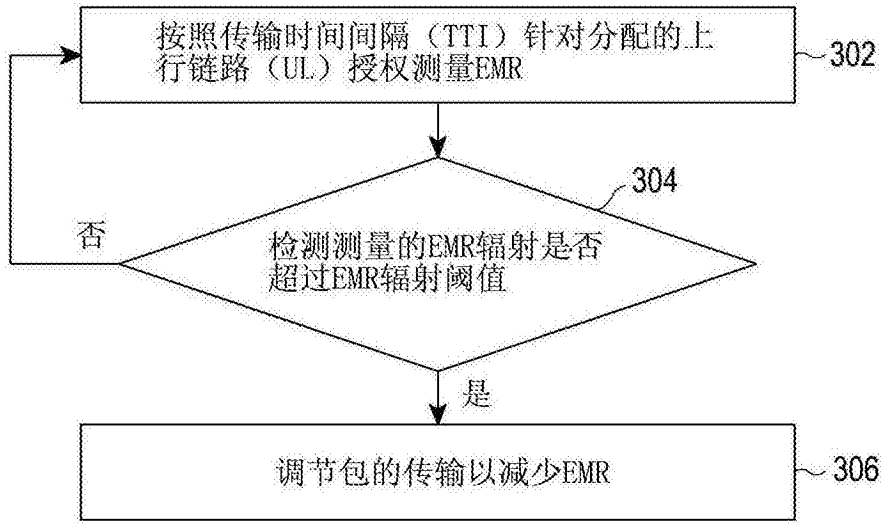 按照传输时间间隔（TTI）针对分配的上
行链路（UL）授权测量EMR
302
304
检测测量的EMR辐射是否
超过EMR辐射阈值
否
是
调节包的传输以减少EMR
306